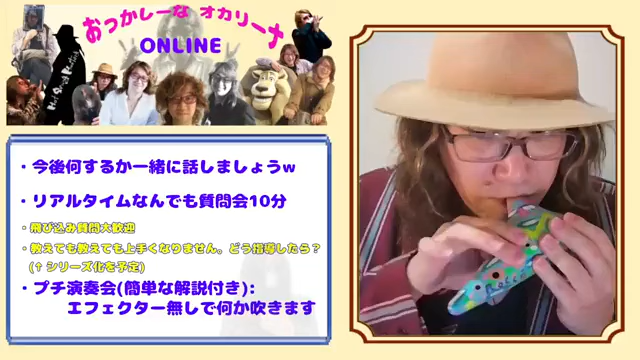 おっかしーな オカリーナ
ONLINE
・今後何するか一緒に話しましょうw
・リアルタイムなんでも質問会10分
・飛び込み質問大歓迎
・教えても教えても上手くなりません。どう指導したら？
(↑シリーズ化を予定)
・プチ演奏会(簡単な解説付き):
エフェクター無しで何か吹きます